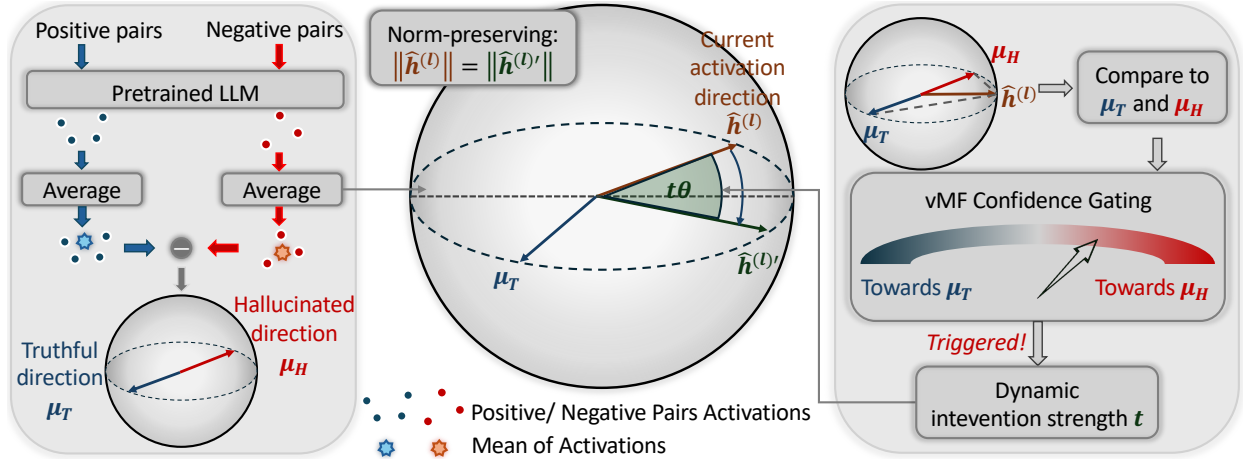 Positive pairs
Negative pairs
Pretrained LLM
Average
Average
−
Hallucinated
direction
μ_H
Truthful
direction
μ_T
Norm-preserving:
‖ĥ^(l)‖ = ‖ĥ^(l)′‖
Current
activation
direction
ĥ^(l)
tθ
μ_T
ĥ^(l)′
Positive/ Negative Pairs Activations
Mean of Activations
μ_H
ĥ^(l)
μ_T
Compare to
μ_T and μ_H
vMF Confidence Gating
Towards μ_T
Towards μ_H
Triggered!
Dynamic
intevention strength t